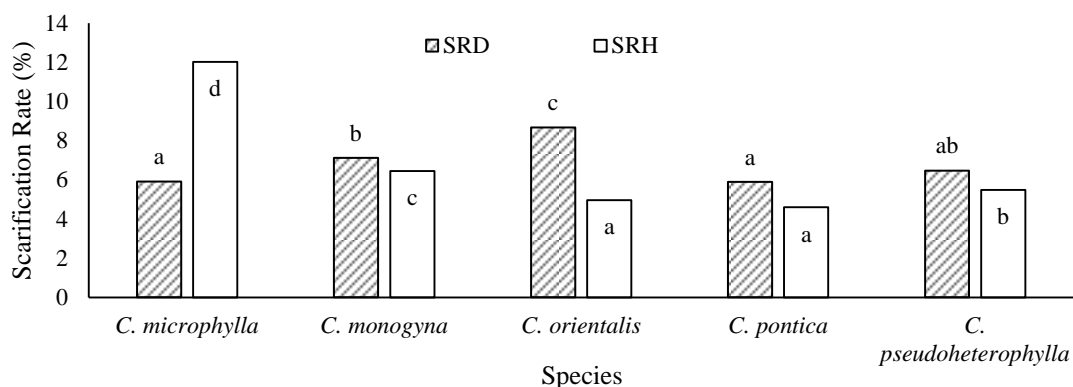 Scarification Rate (%)
14
12
10
8
6
4
2
0
SRD SRH
a d b c c a a a ab b
C. microphylla C. monogyna C. orientalis C. pontica C.
pseudoheterophylla
Species